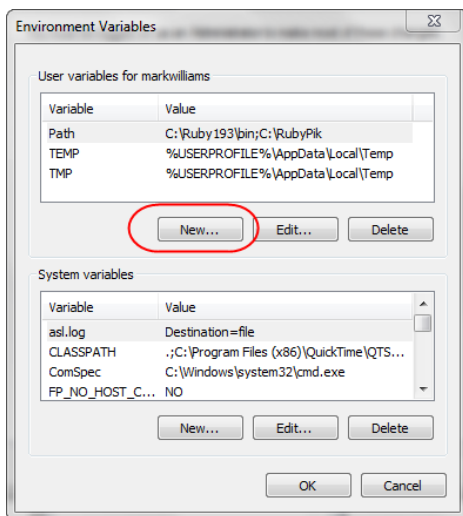 Environment Variables
User variables for markwilliams
Variable Value
Path C:\Ruby193\bin;C:\RubyPik
TEMP %USERPROFILE%\AppData\Local\Temp
TMP %USERPROFILE%\AppData\Local\Temp
New... Edit... Delete
System variables
Variable Value
asl.log Destination=file
CLASSPATH .;C:\Program Files (x86)\QuickTime\QTS...
ComSpec C:\Windows\system32\cmd.exe
FP_NO_HOST_C... NO
New... Edit... Delete
OK Cancel